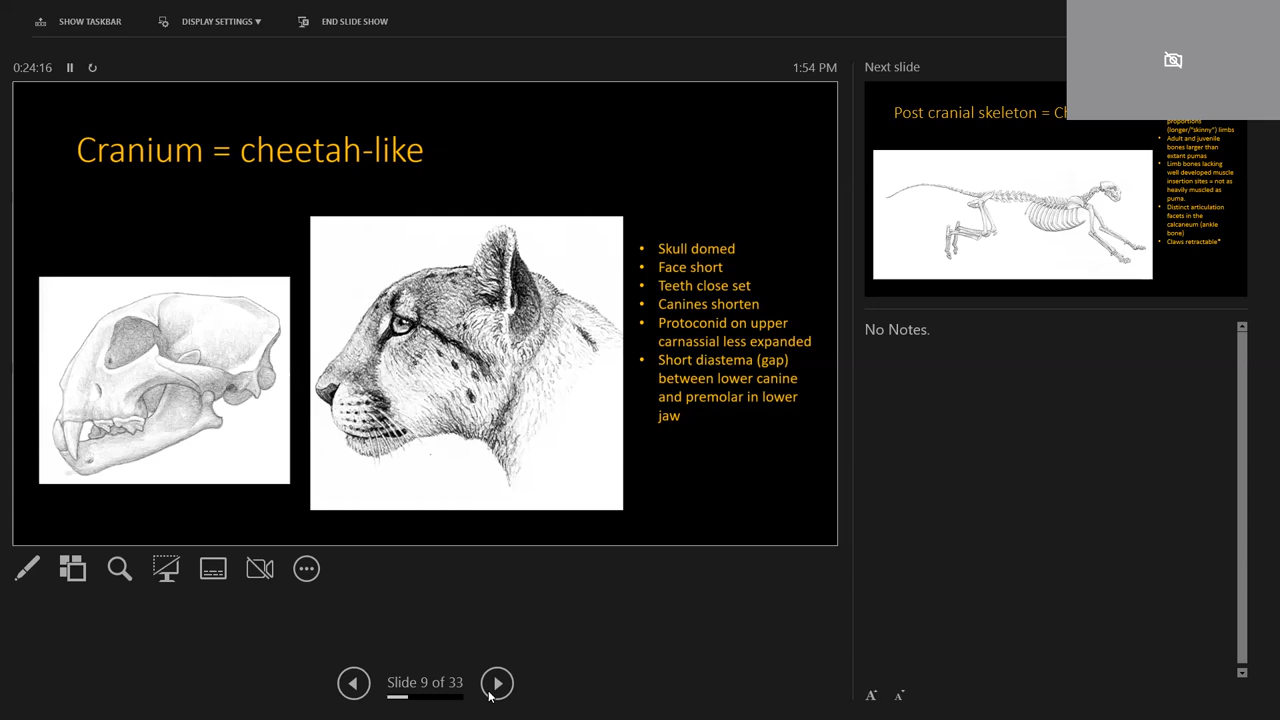 SHOW TASKBAR
DISPLAY SETTINGS ▼
END SLIDE SHOW
0:24:16
1:54 PM
Cranium = cheetah-like
• Skull domed
• Face short
• Teeth close set
• Canines shorten
• Protoconid on upper
carnassial less expanded
• Short diastema (gap)
between lower canine
and premolar in lower
jaw
Next slide
Post cranial skeleton = Ch
proportions
(longer/"skinny") limbs
• Adult and juvenile
bones larger than
extant pumas
• Limb bones lacking
well developed muscle
insertion sites = not as
heavily muscled as
puma.
• Distinct articulation
facets in the
calcaneum (ankle
bone)
• Claws retractable*
No Notes.
Slide 9 of 33
A A